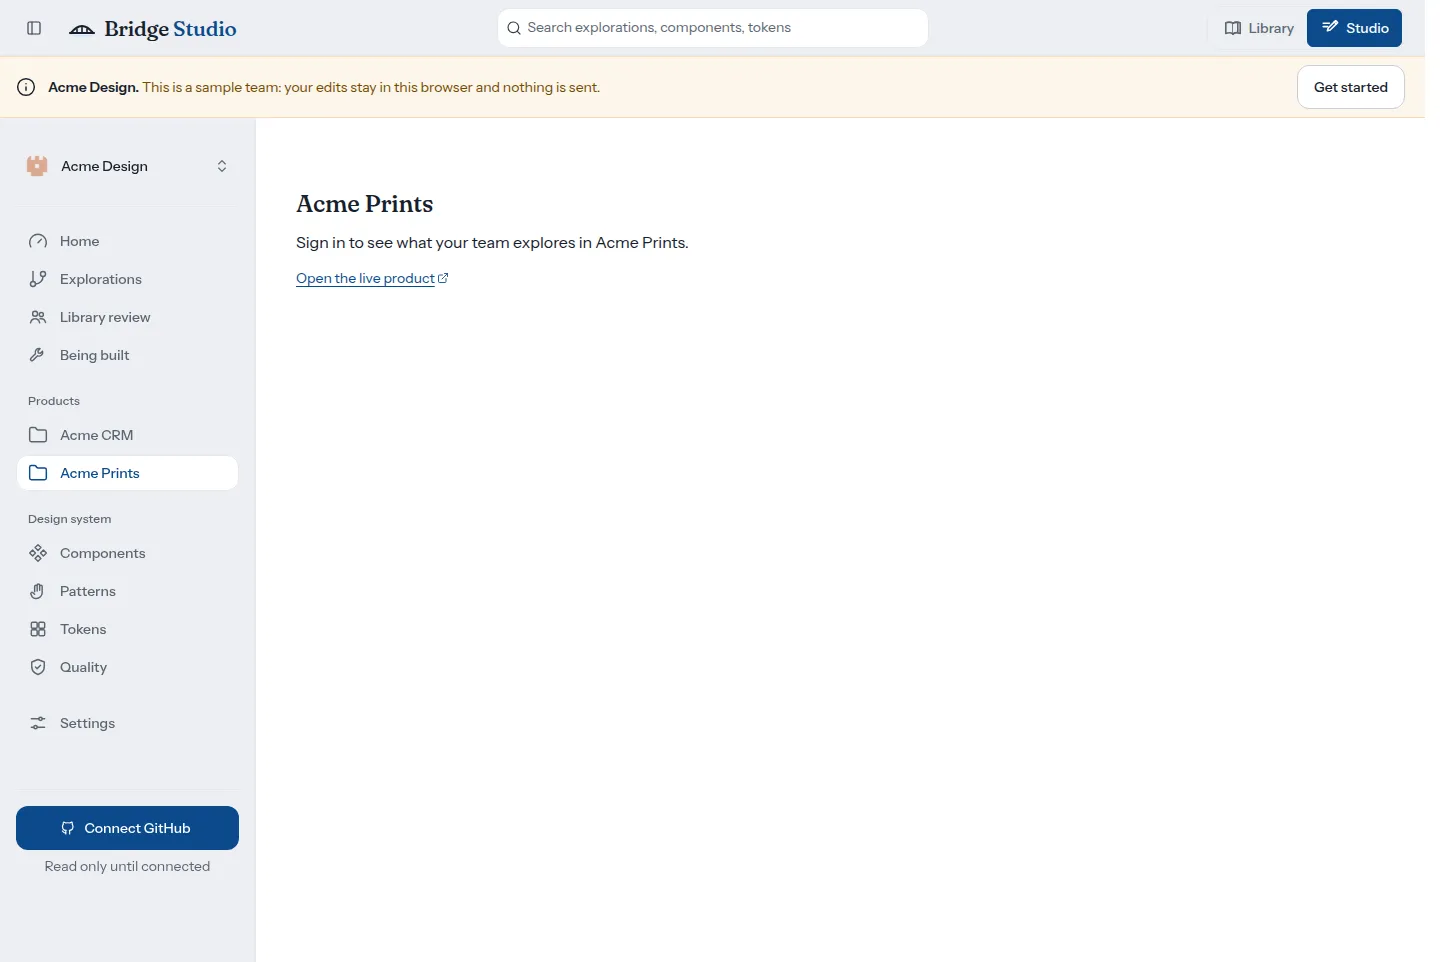 Bridge Studio
Search explorations, components, tokens
Library
Studio
Acme Design. This is a sample team: your edits stay in this browser and nothing is sent.
Get started
Acme Design
Home
Explorations
Library review
Being built
Products
Acme CRM
Acme Prints
Design system
Components
Patterns
Tokens
Quality
Settings
Connect GitHub
Read only until connected
Acme Prints
Sign in to see what your team explores in Acme Prints.
Open the live product